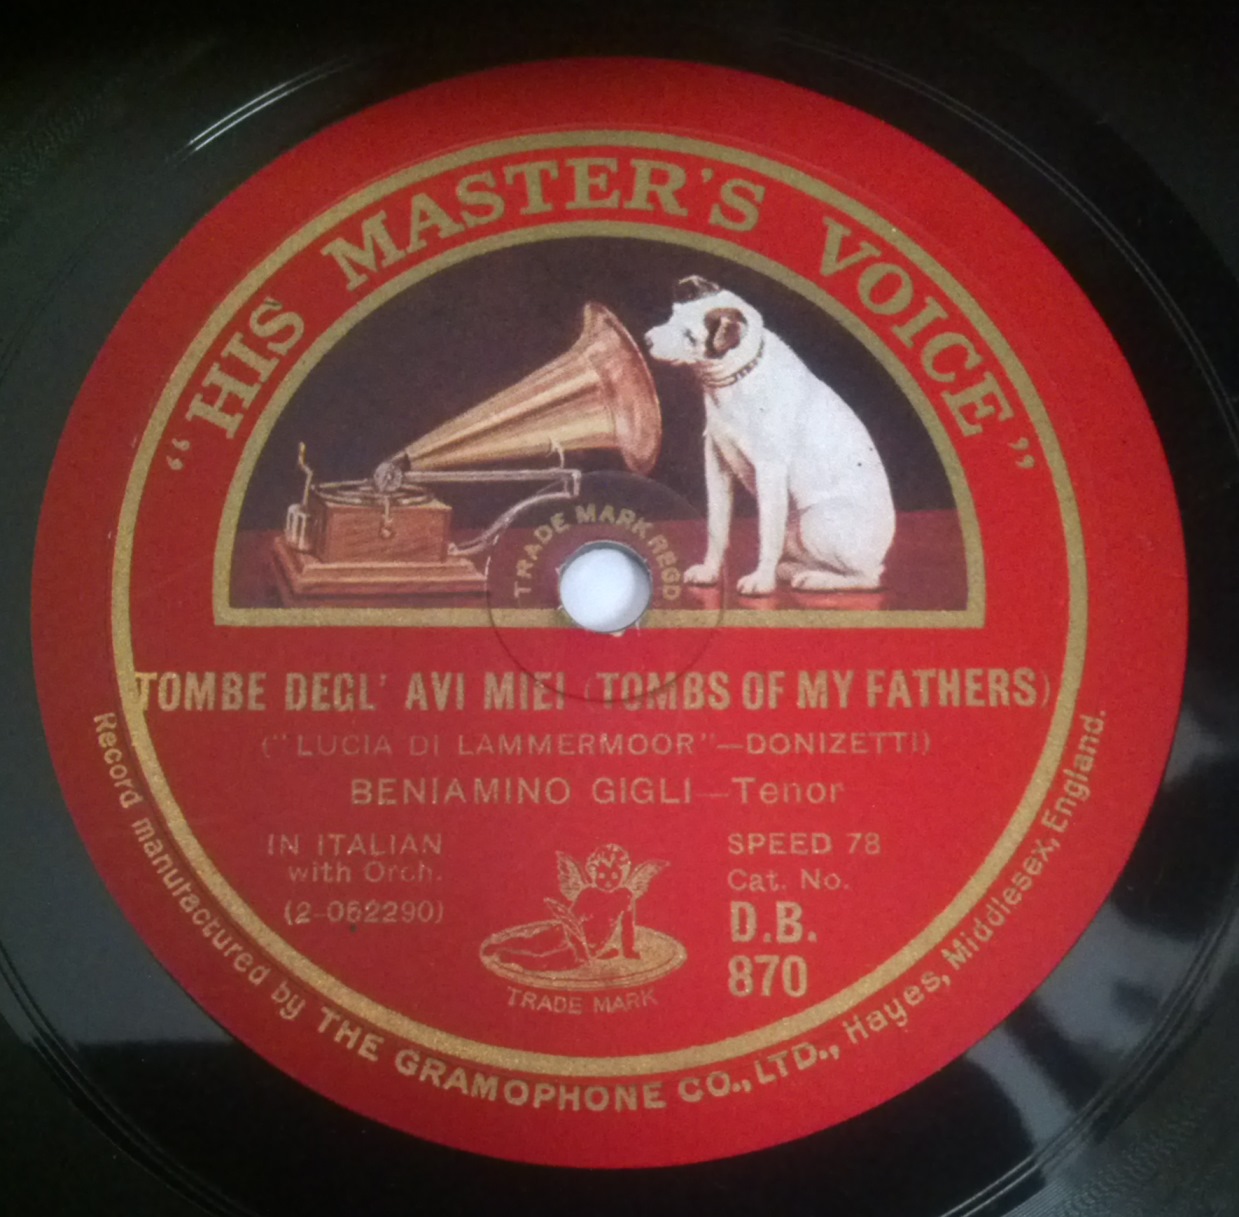 “HIS MASTER'S VOICE”
TRADE MARK REGD
TOMBE DEGL' AVI MIEI (TOMBS OF MY FATHERS)
("LUCIA DI LAMMERMOOR"—DONIZETTI)
BENIAMINO GIGLI—Tenor
IN ITALIAN
with Orch.
(2-052290)
SPEED 78
Cat. No.
D.B.
870
TRADE MARK
Record manufactured by THE GRAMOPHONE CO., LTD., Hayes, Middlesex, England.